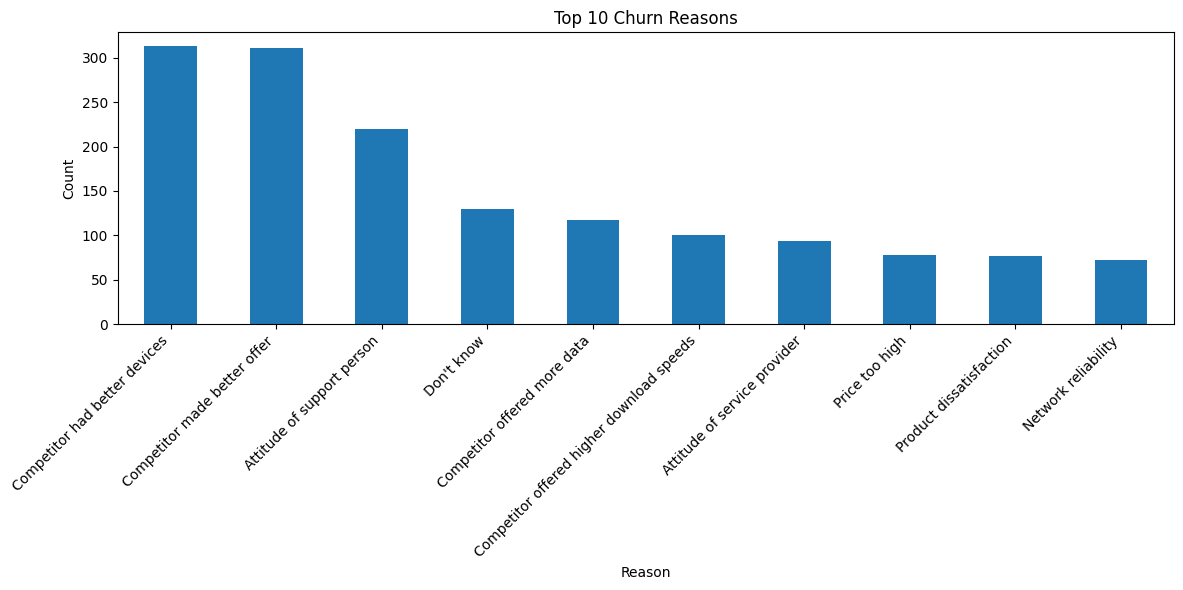 Top 10 Churn Reasons
Count
300
250
200
150
100
50
0
Competitor had better devices
Competitor made better offer
Attitude of support person
Don't know
Competitor offered more data
Competitor offered higher download speeds
Attitude of service provider
Price too high
Product dissatisfaction
Network reliability
Reason